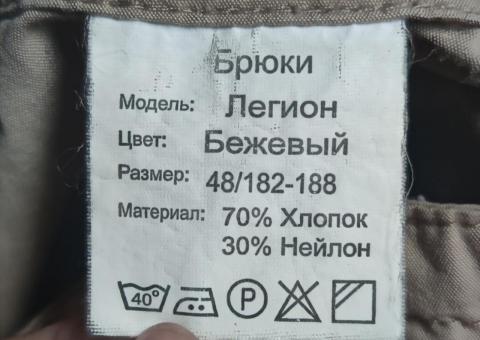 Брюки
Модель: Легион
Цвет: Бежевый
Размер: 48/182-188
Материал: 70% Хлопок
30% Нейлон
40° P